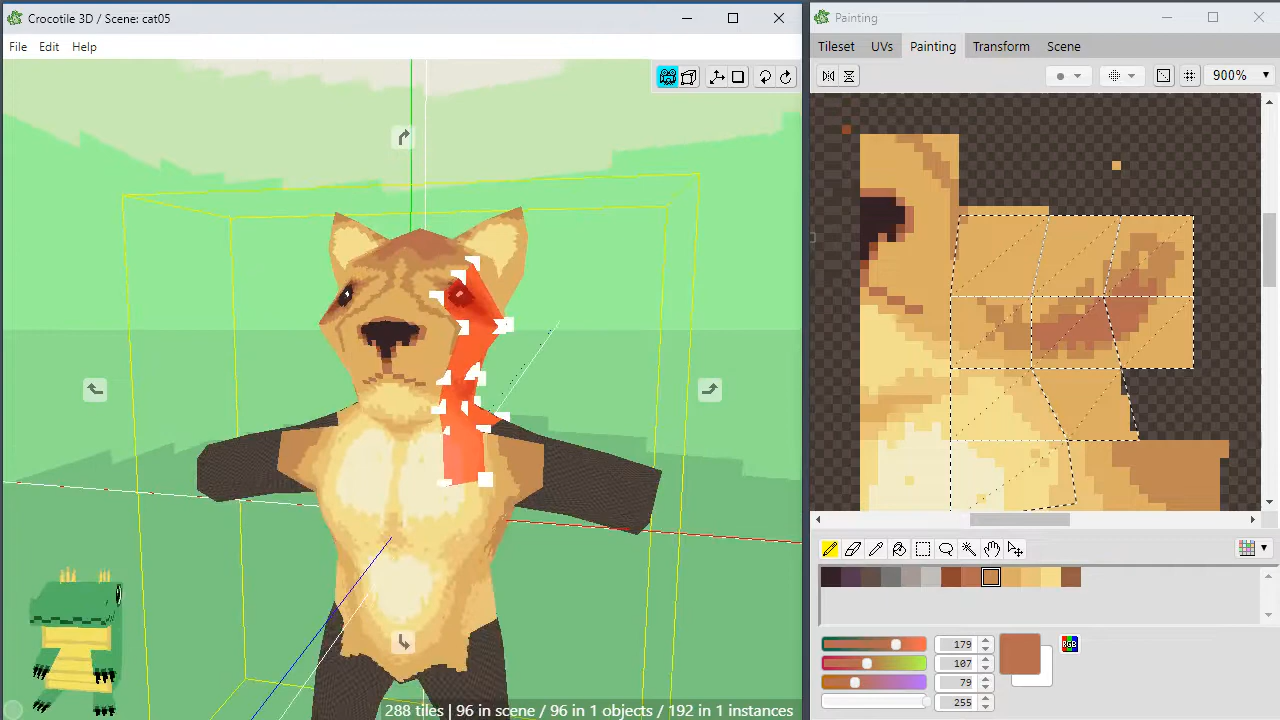 Crocotile 3D / Scene: cat05
File Edit Help
288 tiles | 96 in scene / 96 in 1 objects / 192 in 1 instances
Painting
Tileset UVs Painting Transform Scene
900%
179
107
79
255
RGB